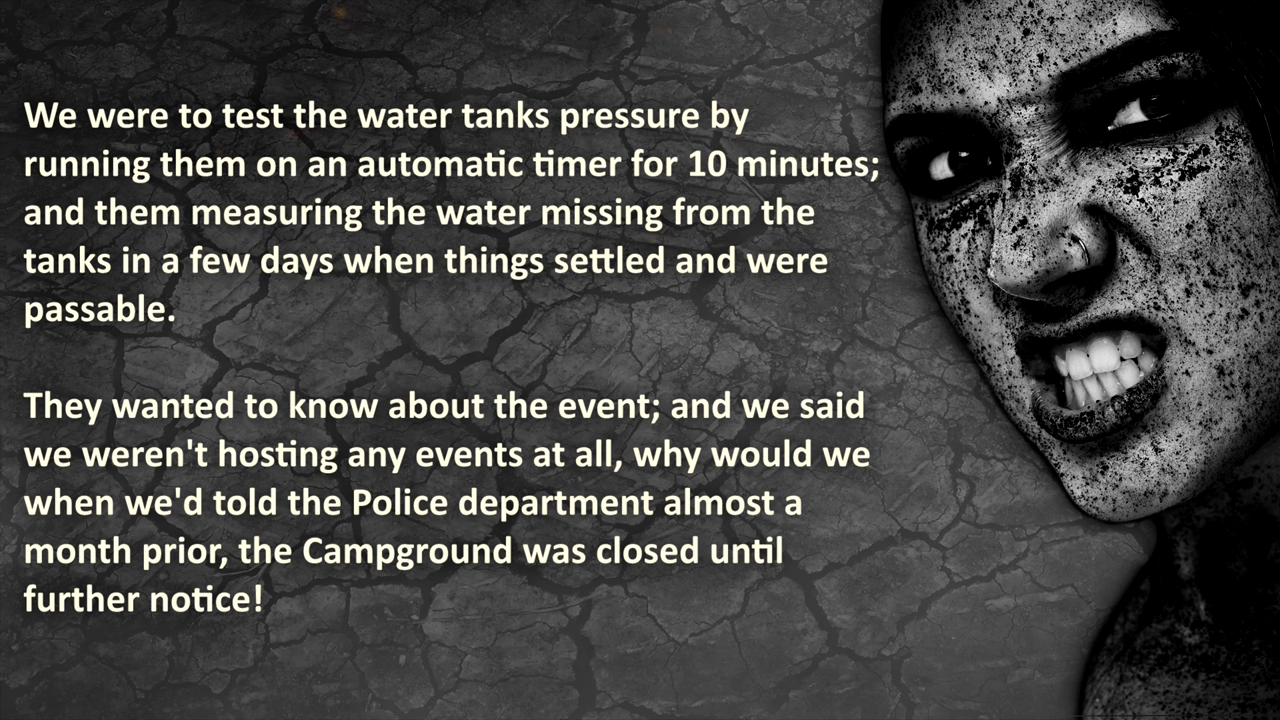 We were to test the water tanks pressure by
running them on an automatic timer for 10 minutes;
and them measuring the water missing from the
tanks in a few days when things settled and were
passable.
They wanted to know about the event; and we said
we weren't hosting any events at all, why would we
when we'd told the Police department almost a
month prior, the Campground was closed until
further notice!